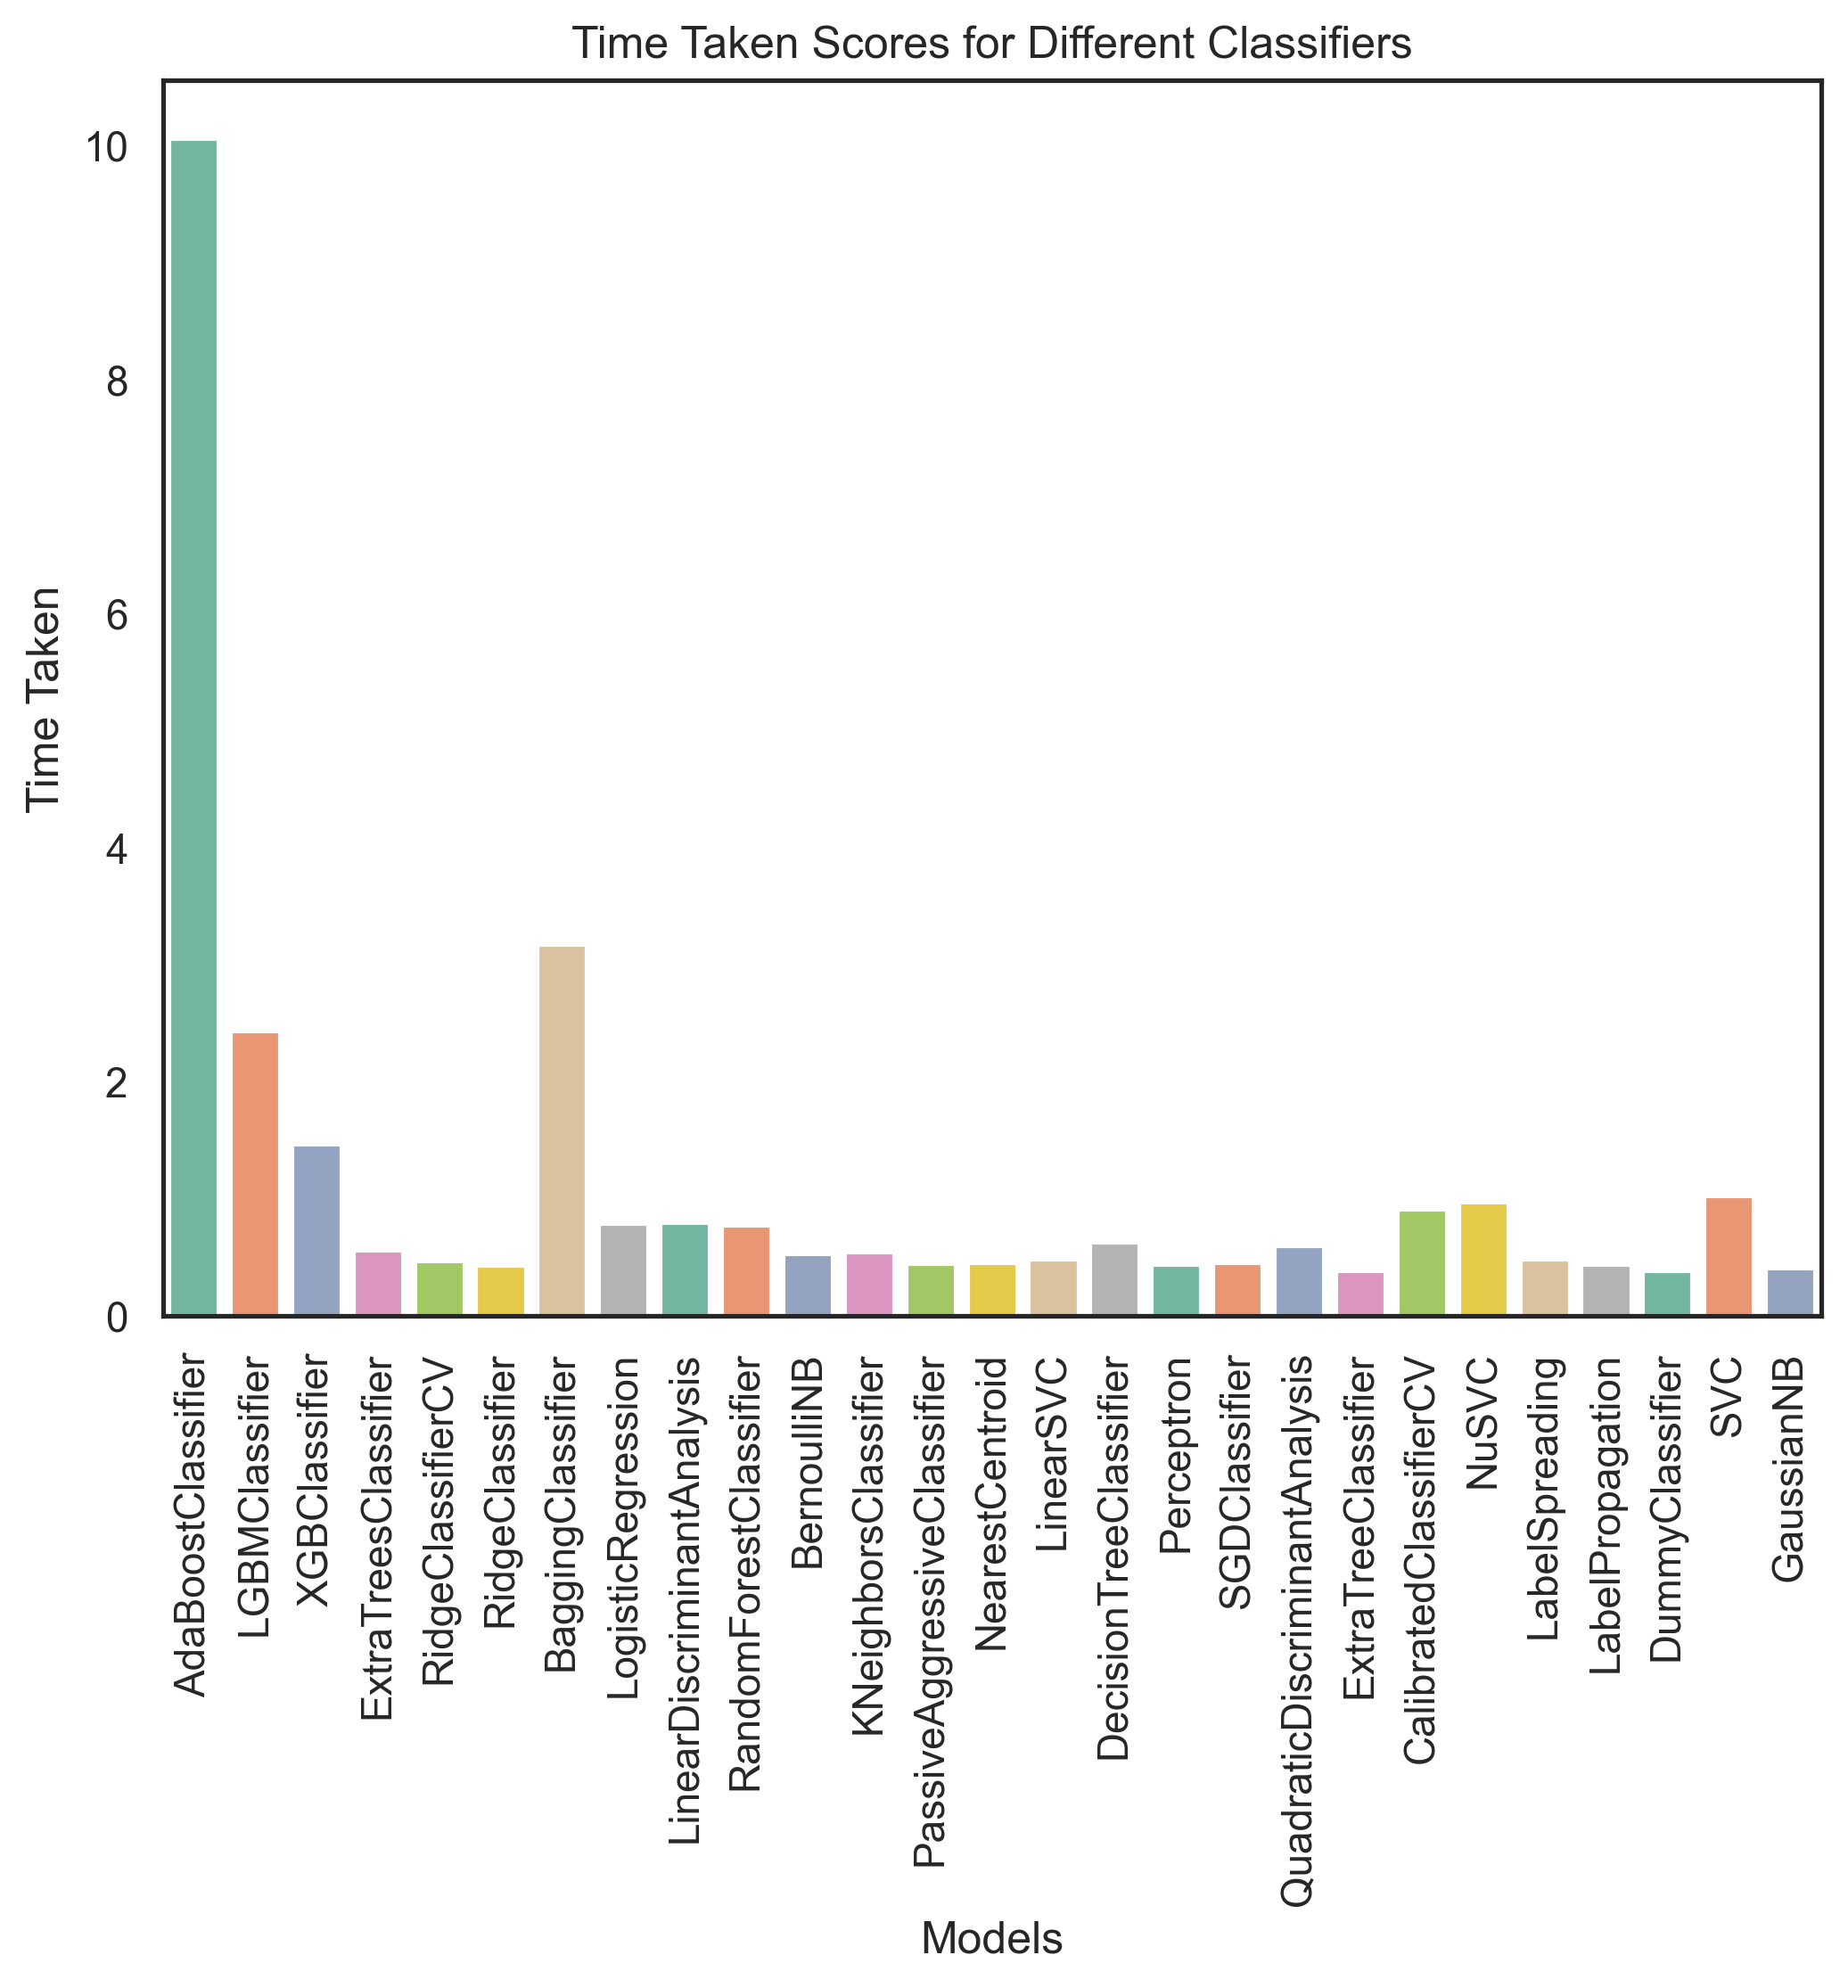 Time Taken Scores for Different Classifiers
Time Taken
10
8
6
4
2
0
AdaBoostClassifier
LGBMClassifier
XGBClassifier
ExtraTreesClassifier
RidgeClassifierCV
RidgeClassifier
BaggingClassifier
LogisticRegression
LinearDiscriminantAnalysis
RandomForestClassifier
BernoulliNB
KNeighborsClassifier
PassiveAggressiveClassifier
NearestCentroid
LinearSVC
DecisionTreeClassifier
Perceptron
SGDClassifier
QuadraticDiscriminantAnalysis
ExtraTreeClassifier
CalibratedClassifierCV
NuSVC
LabelSpreading
LabelPropagation
DummyClassifier
SVC
GaussianNB
Models